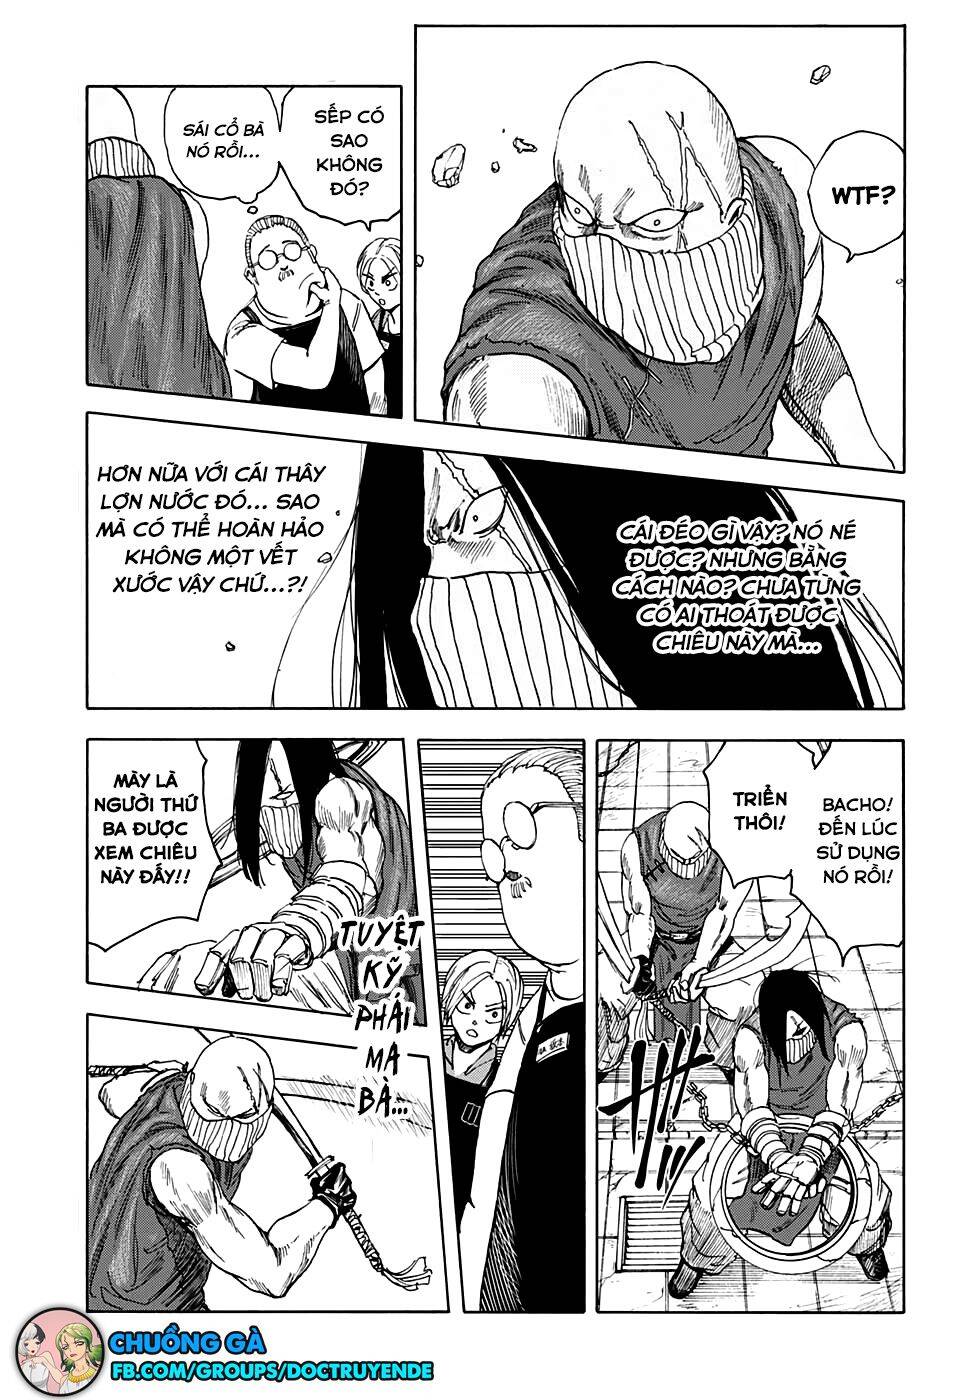 WTF?
SẾP CÓ
SAO
KHÔNG
ĐÓ?
SÁI CỔ BÀ
NÓ RỒI...
CÁI ĐÉO GÌ VẬY? NÓ NÉ
ĐƯỢC? NHƯNG BẰNG
CÁCH NÀO? CHƯA TỪNG
CÓ AI THOÁT ĐƯỢC
CHIÊU NÀY MÀ...
HƠN NỮA VỚI CÁI THÂY
LỢN NƯỚC ĐÓ... SAO
MÀ CÓ THỂ HOÀN HẢO
KHÔNG MỘT VẾT
XƯỚC VẬY CHỨ...?!
BACHO!
ĐẾN LÚC
SỬ DỤNG
NÓ RỒI!
TRIỂN
THÔI!
MÀY LÀ
NGƯỜI THỨ
BA ĐƯỢC
XEM CHIÊU
NÀY ĐẤY!!
TUYỆT
KỸ
PHÁI
MA
BÀ...
CHUỒNG GÀ
FB.COM/GROUPS/DOCTRUYENDE